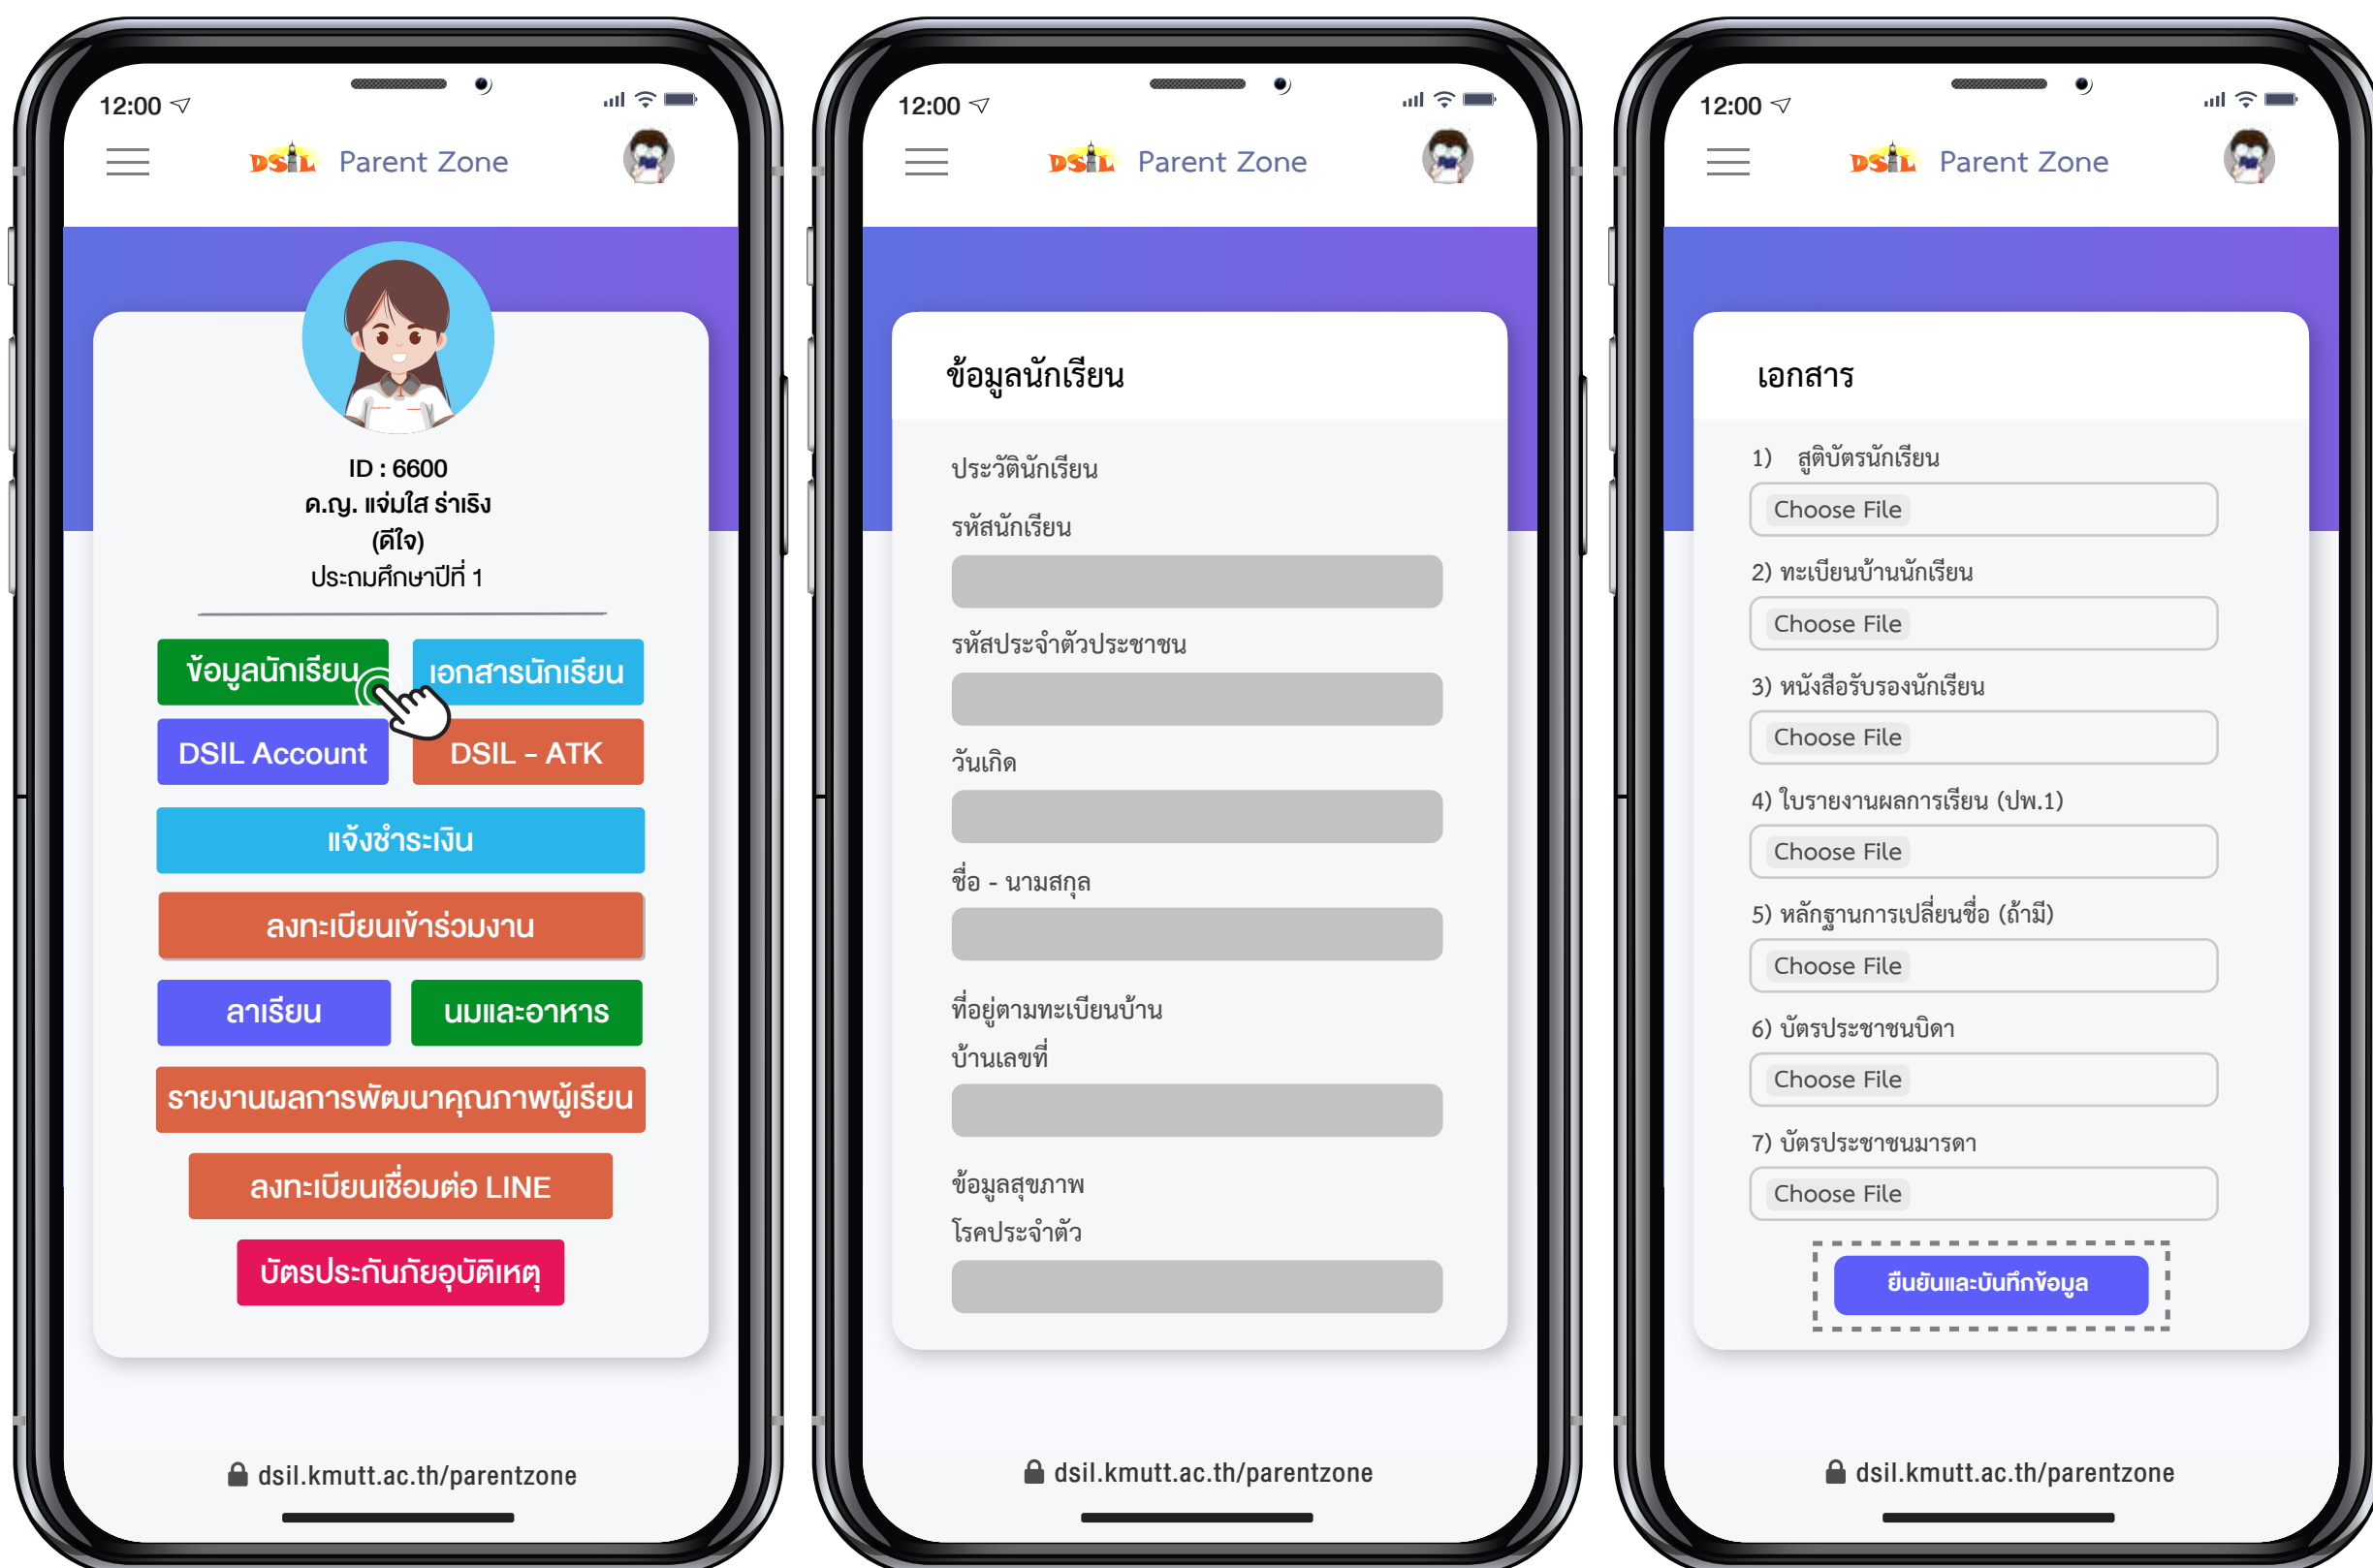 12:00
DSIL Parent Zone
ID : 6600
ด.ญ. แจ่มใส ร่าเริง
(ดีใจ)
ประถมศึกษาปีที่ 1
ข้อมูลนักเรียน
เอกสารนักเรียน
DSIL Account
DSIL - ATK
แจ้งชำระเงิน
ลงทะเบียนเข้าร่วมงาน
ลาเรียน
นมและอาหาร
รายงานผลการพัฒนาคุณภาพผู้เรียน
ลงทะเบียนเชื่อมต่อ LINE
บัตรประกันภัยอุบัติเหตุ
dsil.kmutt.ac.th/parentzone
12:00
DSIL Parent Zone
ข้อมูลนักเรียน
ประวัตินักเรียน
รหัสนักเรียน
รหัสประจำตัวประชาชน
วันเกิด
ชื่อ - นามสกุล
ที่อยู่ตามทะเบียนบ้าน
บ้านเลขที่
ข้อมูลสุขภาพ
โรคประจำตัว
dsil.kmutt.ac.th/parentzone
12:00
DSIL Parent Zone
เอกสาร
1) สูติบัตรนักเรียน
Choose File
2) ทะเบียนบ้านนักเรียน
Choose File
3) หนังสือรับรองนักเรียน
Choose File
4) ใบรายงานผลการเรียน (ปพ.1)
Choose File
5) หลักฐานการเปลี่ยนชื่อ (ถ้ามี)
Choose File
6) บัตรประชาชนบิดา
Choose File
7) บัตรประชาชนมารดา
Choose File
ยืนยันและบันทึกข้อมูล
dsil.kmutt.ac.th/parentzone